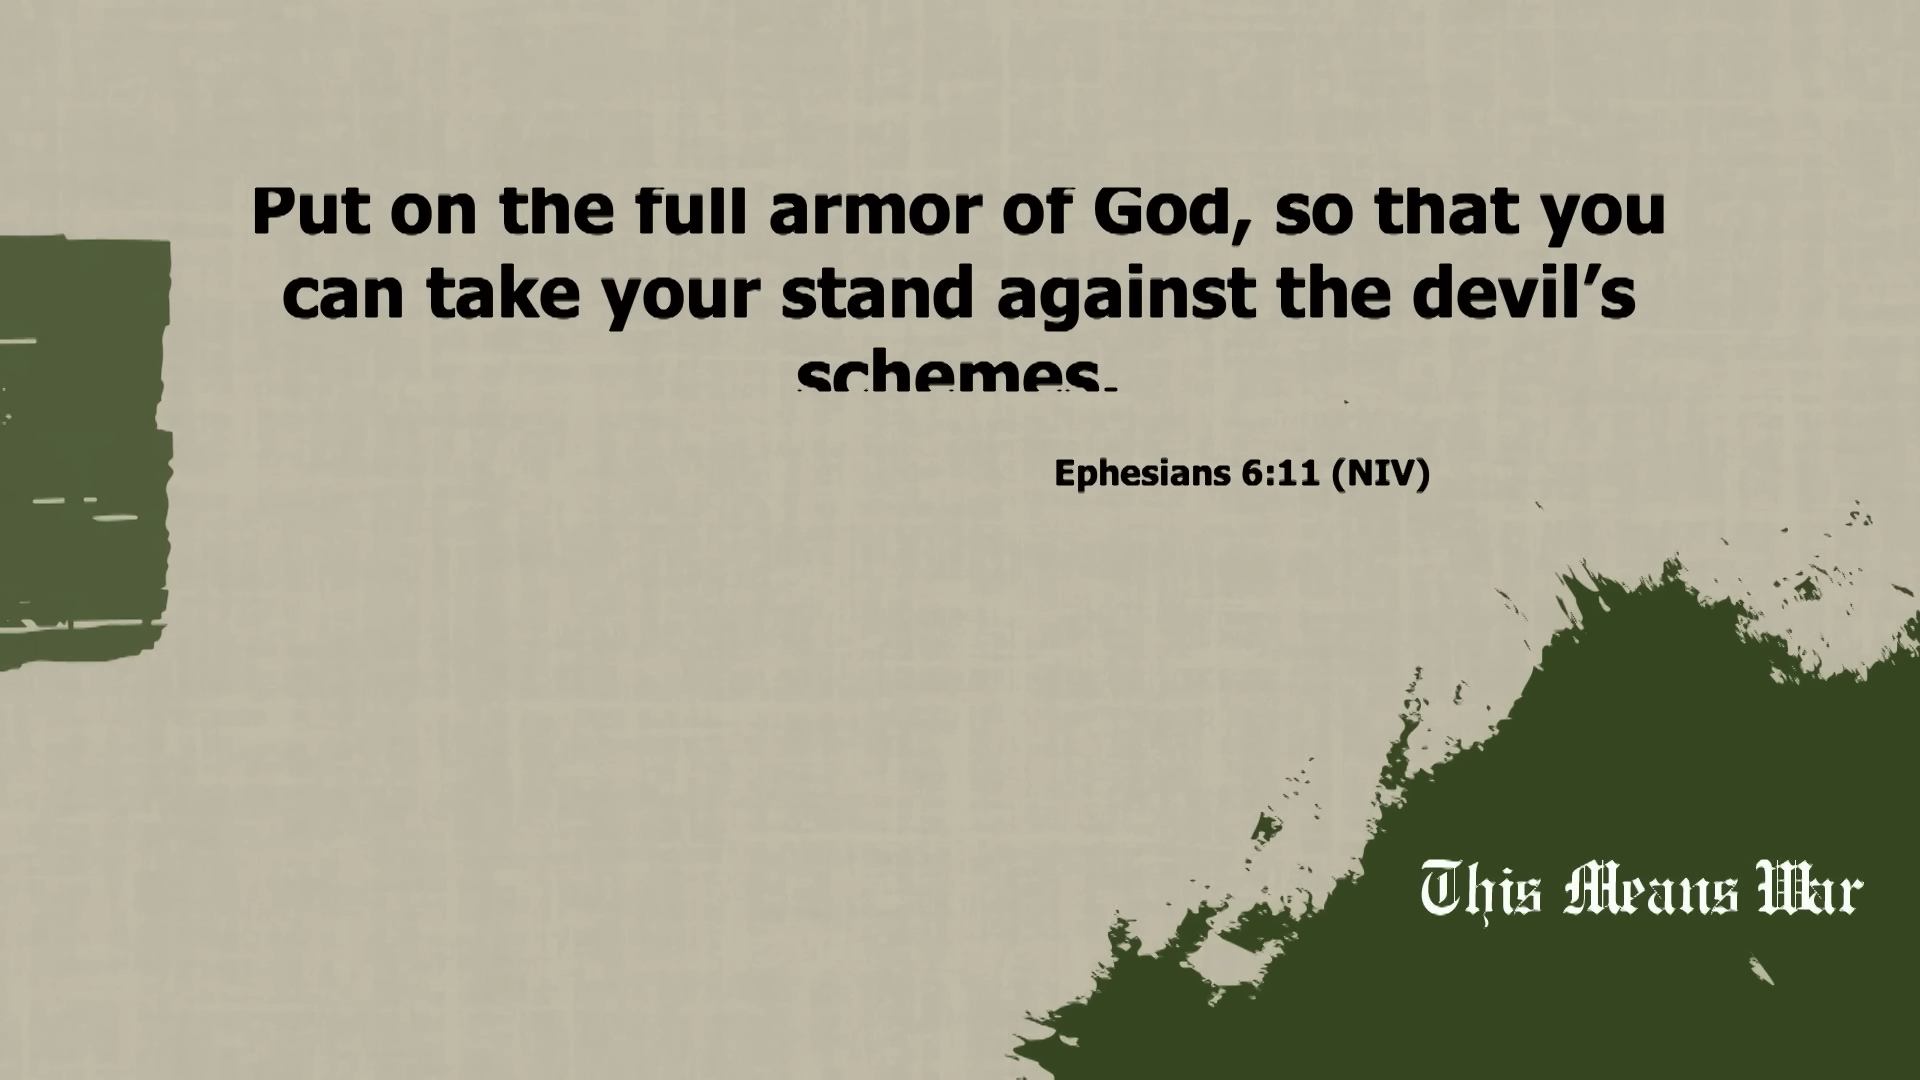 Put on the full armor of God, so that you
can take your stand against the devil’s
schemes.
Ephesians 6:11 (NIV)
This Means War